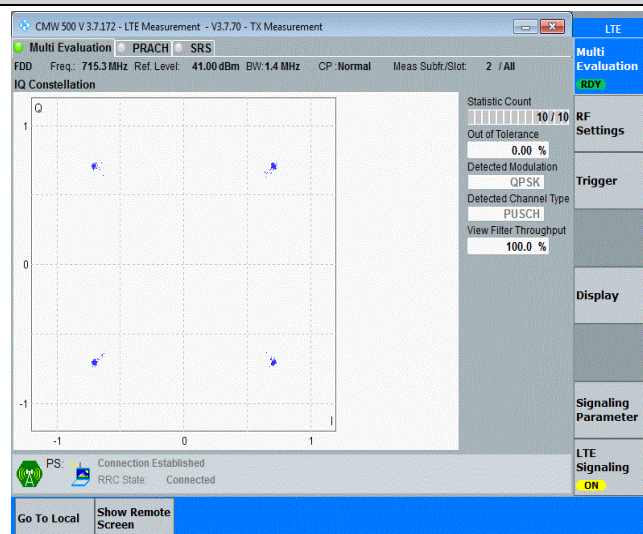 CMW 500 V 3.7.172 - LTE Measurement - V3.7.70 - TX Measurement
LTE
Multi Evaluation PRACH SRS
Multi
Evaluation
RDY
FDD Freq.: 715.3 MHz Ref. Level: 41.00 dBm BW: 1.4 MHz CP : Normal Meas Subfr./Slot: 2 / All
IQ Constellation
Q
1
0
-1
-1 0 1
I
Statistic Count
10 / 10
Out of Tolerance
0.00 %
Detected Modulation
QPSK
Detected Channel Type
PUSCH
View Filter Throughput
100.0 %
RF
Settings
Trigger
Display
Signaling
Parameter
LTE
Signaling
ON
PS: Connection Established
RRC State: Connected
Go To Local
Show Remote
Screen